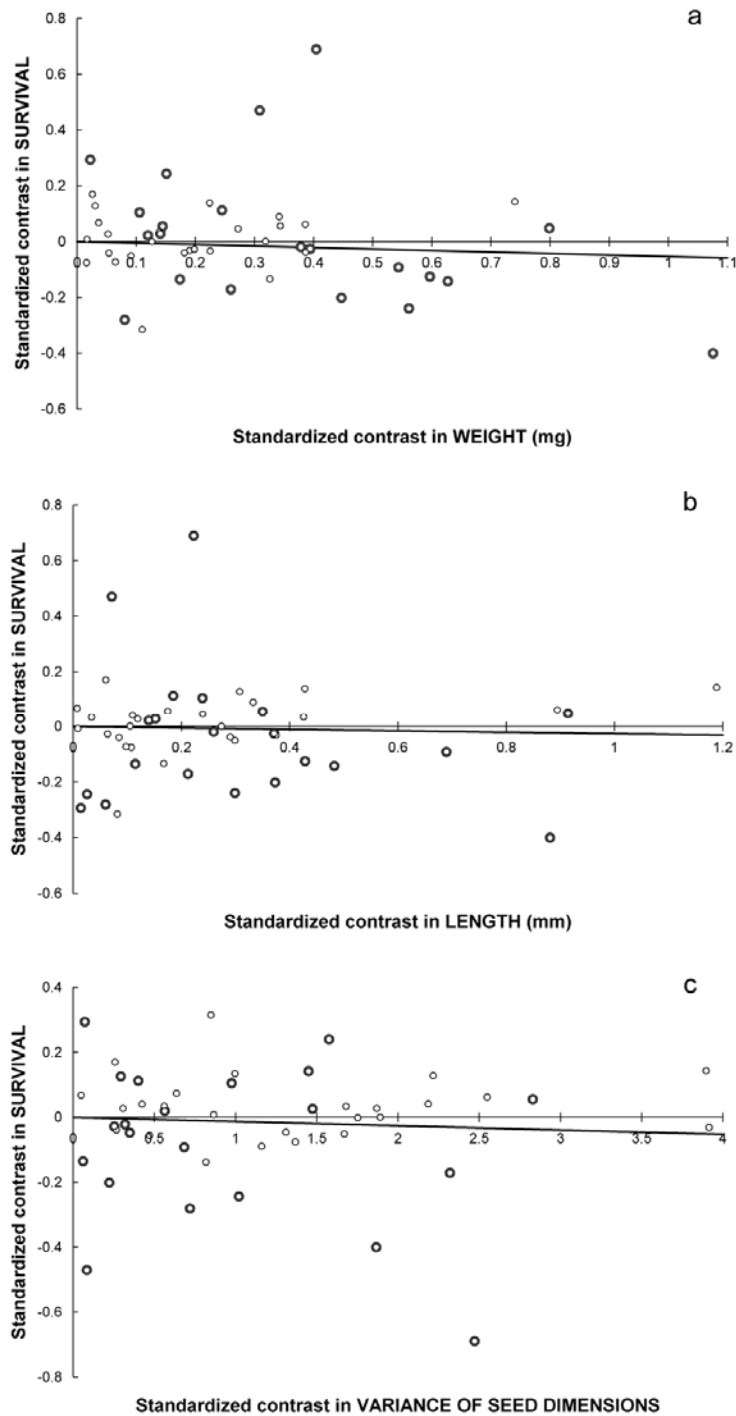 a
Standardized contrast in SURVIVAL
0.8
0.6
0.4
0.2
0
-0.2
-0.4
-0.6
0 0.1 0.2 0.3 0.4 0.5 0.6 0.7 0.8 0.9 1 1.1
Standardized contrast in WEIGHT (mg)
b
Standardized contrast in SURVIVAL
0.8
0.6
0.4
0.2
0
-0.2
-0.4
-0.6
0 0.2 0.4 0.6 0.8 1 1.2
Standardized contrast in LENGTH (mm)
c
Standardized contrast in SURVIVAL
0.4
0.2
0
-0.2
-0.4
-0.6
-0.8
0 0.5 1 1.5 2 2.5 3 3.5 4
Standardized contrast in VARIANCE OF SEED DIMENSIONS